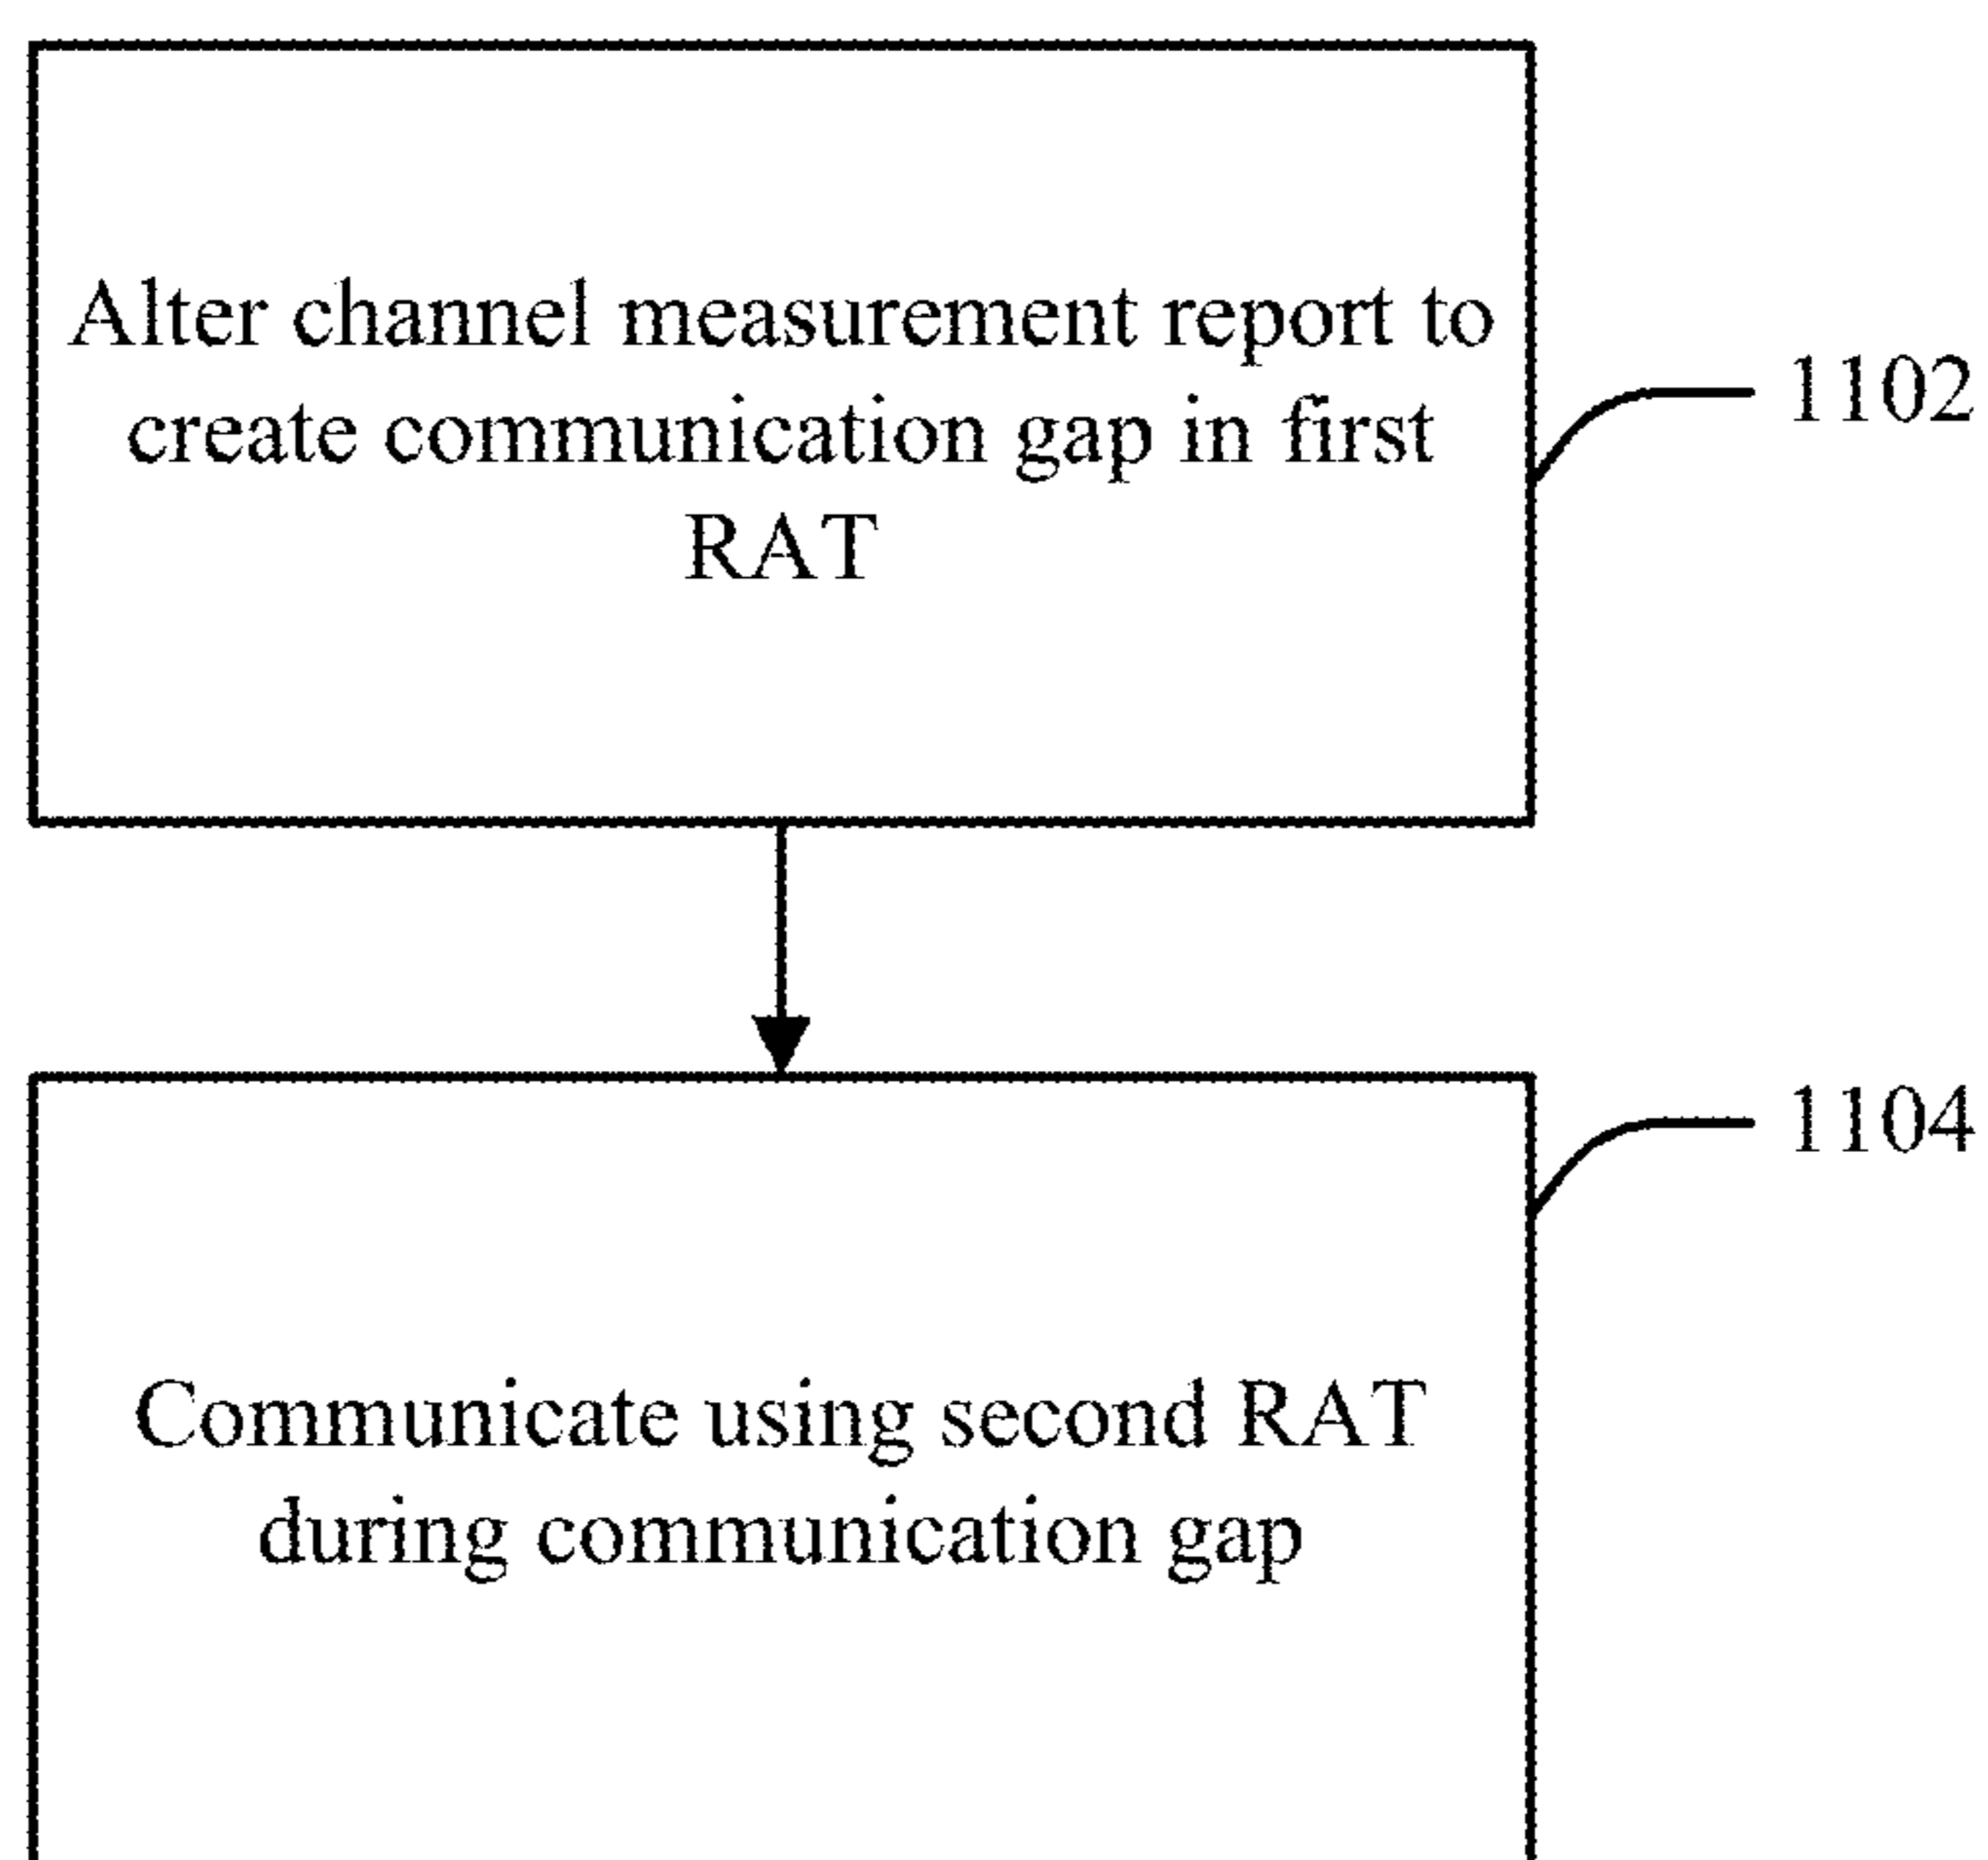 Alter channel measurement report to
create communication gap in first
RAT
1102
1104
Communicate using second RAT
during communication gap